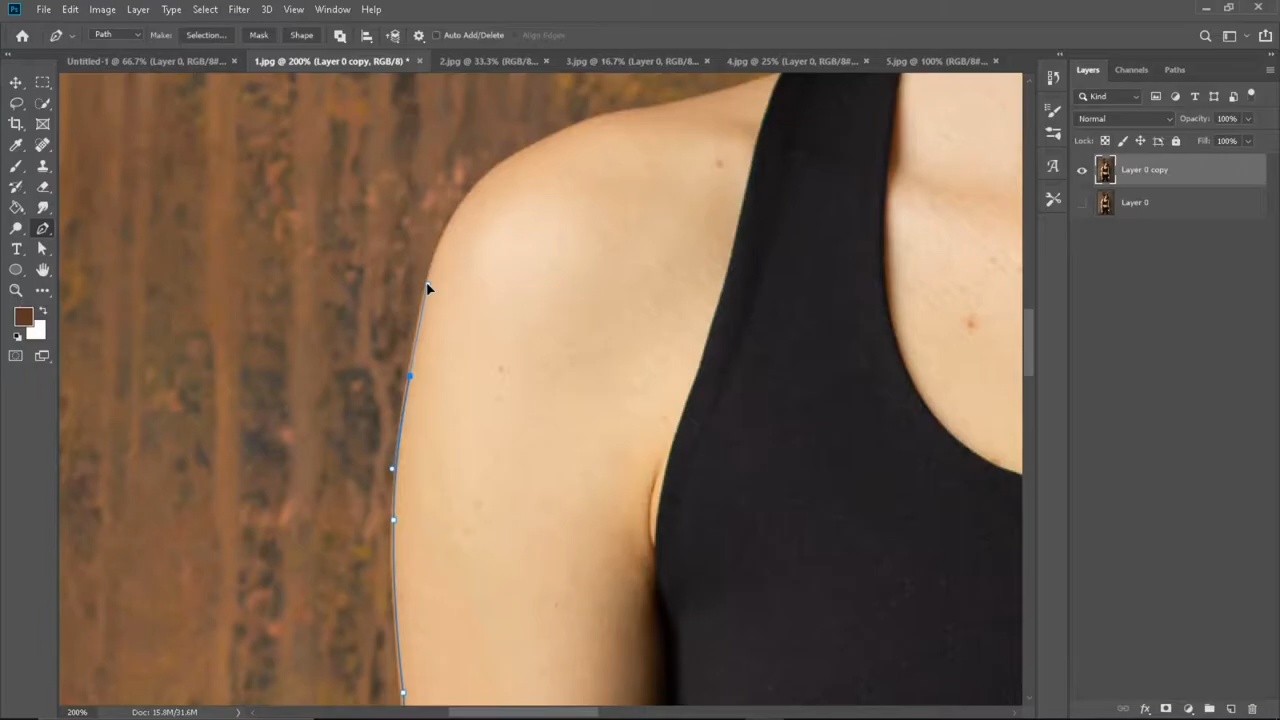 Ps File Edit Image Layer Type Select Filter 3D View Window Help
Path Make: Selection... Mask Shape Auto Add/Delete Align Edges
Untitled-1 @ 66.7% (Layer 0, RGB/8#... × 1.jpg @ 200% (Layer 0 copy, RGB/8) * × 2.jpg @ 33.3% (RGB/8... × 3.jpg @ 16.7% (Layer 0, RGB/8#... × 4.jpg @ 25% (Layer 0, RGB/8#... × 5.jpg @ 100% (RGB/8#... ×
Layers Channels Paths
Kind
Normal Opacity: 100%
Lock: Fill: 100%
Layer 0 copy
Layer 0
200% Doc: 15.8M/31.6M